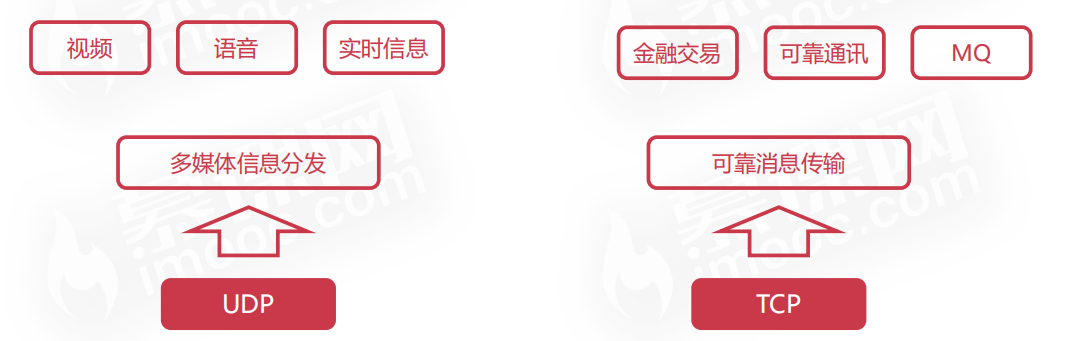 视频
语音
实时信息
多媒体信息分发
UDP
金融交易
可靠通讯
MQ
可靠消息传输
TCP
慕课网
imooc.com
慕课网
imooc.com